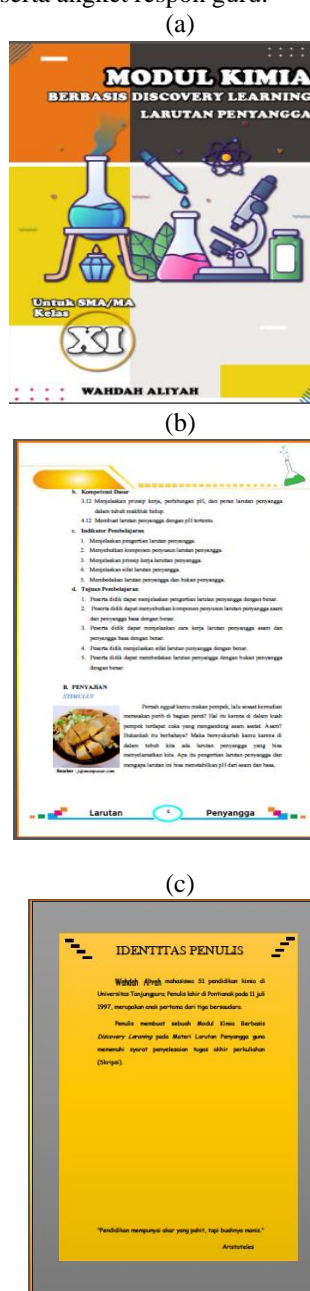 serta angket respon guru.
(a)
MODUL KIMIA
BERBASIS DISCOVERY LEARNING
LARUTAN PENYANGGA
Untuk SMA/MA
Kelas
XI
WAHDAH ALIYAH
(b)
b. Kompetensi Dasar
3.12 Menjelaskan prinsip kerja, perhitungan pH, dan peran larutan penyangga
dalam tubuh makhluk hidup.
4.12 Membuat larutan penyangga dengan pH tertentu.
c. Indikator Pembelajaran
1. Menjelaskan pengertian larutan penyangga.
2. Menyebutkan komponen penyusun larutan penyangga.
3. Menjelaskan prinsip kerja larutan penyangga.
4. Menjelaskan sifat larutan penyangga.
5. Membedakan larutan penyangga dan bukan penyangga.
d. Tujuan Pembelajaran
1. Peserta didik dapat menjelaskan pengertian larutan penyangga dengan benar.
2. Peserta didik dapat menyebutkan komponen penyusun larutan penyangga asam
dan penyangga basa dengan benar.
3. Peserta didik dapat menjelaskan cara kerja larutan penyangga asam dan
penyangga basa dengan benar.
4. Peserta didik menjelaskan sifat larutan penyangga dengan benar.
5. Peserta didik dapat membedakan larutan penyangga dengan bukan penyangga
dengan benar.
B. PENYAJIAN
STIMULUS
Pernah nggak kamu makan pempek, lalu sesaat kemudian
merasakan perih di bagian perut? Hal itu karena di dalam kuah
pempek terdapat cuka yang mengandung asam asetat. Asam?
Bukankah itu berbahaya? Maka bersyukurlah kamu karena di
dalam tubuh kita ada larutan penyangga yang bisa
menyelamatkan kita. Apa itu pengertian larutan penyangga dan
mengapa larutan ini bisa menstabilkan pH dari asam dan basa.
Sumber :
Larutan
6
Penyangga
(c)
IDENTITAS PENULIS
Wahdah Aliyah mahasiswa S1 pendidikan kimia di
Universitas Tanjungpura. Penulis lahir di Pontianak pada 11 juli
1997, merupakan anak pertama dari tiga bersaudara.
Penulis membuat sebuah Modul Kimia Berbasis
Discovery Leraning pada Materi Larutan Penyangga guna
memenuhi syarat penyelesaian tugas akhir perkuliahan
(Skripsi).
"Pendidikan mempunyai akar yang pahit, tapi buahnya manis."
Aristoteles